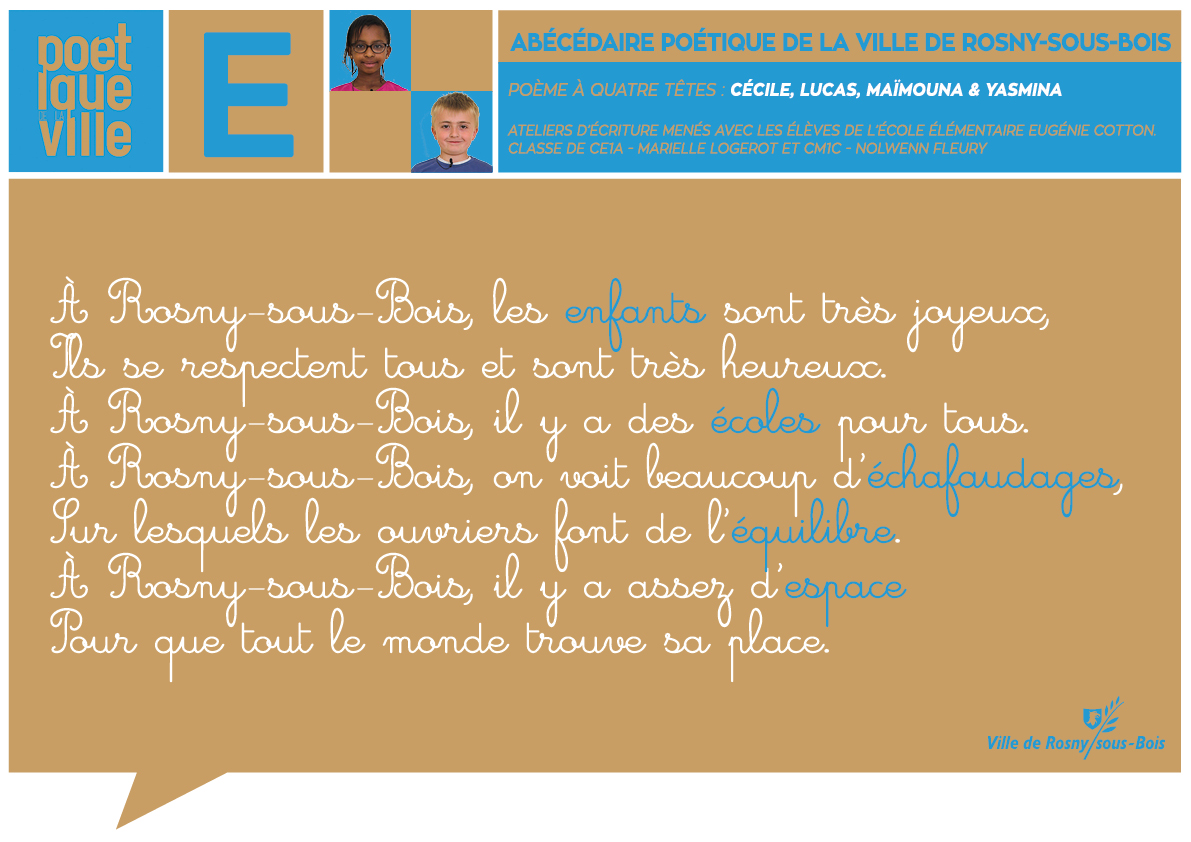 poet
ique
DE LA
ville
E
ABÉCÉDAIRE POÉTIQUE DE LA VILLE DE ROSNY-SOUS-BOIS
POÈME À QUATRE TÊTES : CÉCILE, LUCAS, MAÏMOUNA & YASMINA
ATELIERS D'ÉCRITURE MENÉS AVEC LES ÉLÈVES DE L'ÉCOLE ÉLÉMENTAIRE EUGÉNIE COTTON.
CLASSE DE CE1A - MARIELLE LOGEROT ET CM1C - NOLWENN FLEURY
À Rosny-sous-Bois, les enfants sont très joyeux,
Ils se respectent tous et sont très heureux.
À Rosny-sous-Bois, il y a des écoles pour tous.
À Rosny-sous-Bois, on voit beaucoup d'échafaudages,
Sur lesquels les ouvriers font de l'équilibre.
À Rosny-sous-Bois, il y a assez d'espace
Pour que tout le monde trouve sa place.
Ville de Rosny/sous-Bois